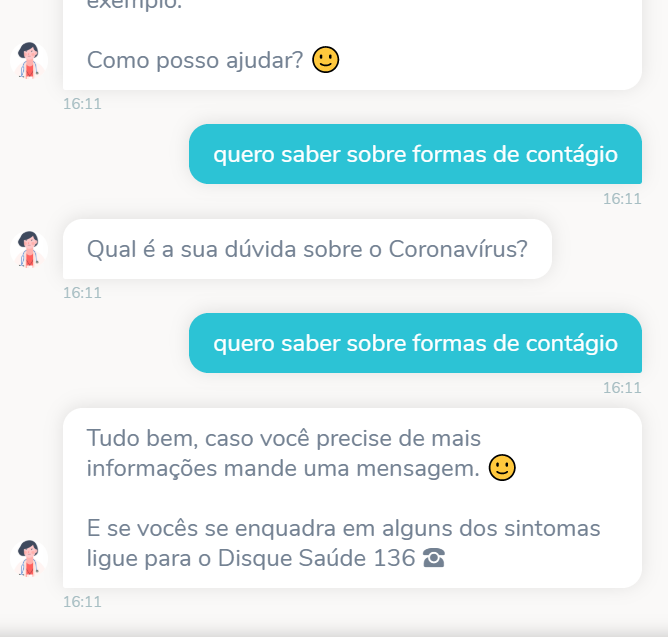 exemplo.
Como posso ajudar? 🙂
16:11
quero saber sobre formas de contágio
16:11
Qual é a sua dúvida sobre o Coronavírus?
16:11
quero saber sobre formas de contágio
16:11
Tudo bem, caso você precise de mais
informações mande uma mensagem. 🙂
E se vocês se enquadra em alguns dos sintomas
ligue para o Disque Saúde 136 ☎
16:11